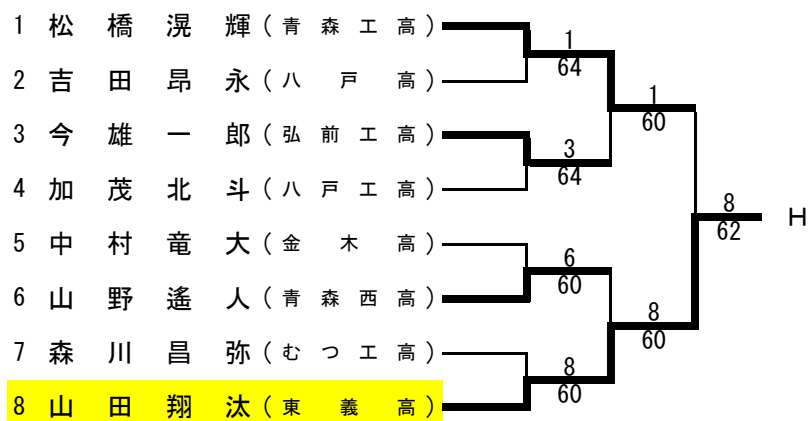 1 松橋滉輝(青森工高)
1
64
2 吉田昂永(八戸高)
1
60
3 今雄一郎(弘前工高)
3
64
4 加茂北斗(八戸工高)
8
62
H
5 中村竜大(金木高)
6
60
6 山野遙人(青森西高)
8
60
7 森川昌弥(むつ工高)
8
60
8 山田翔汰(東義高)